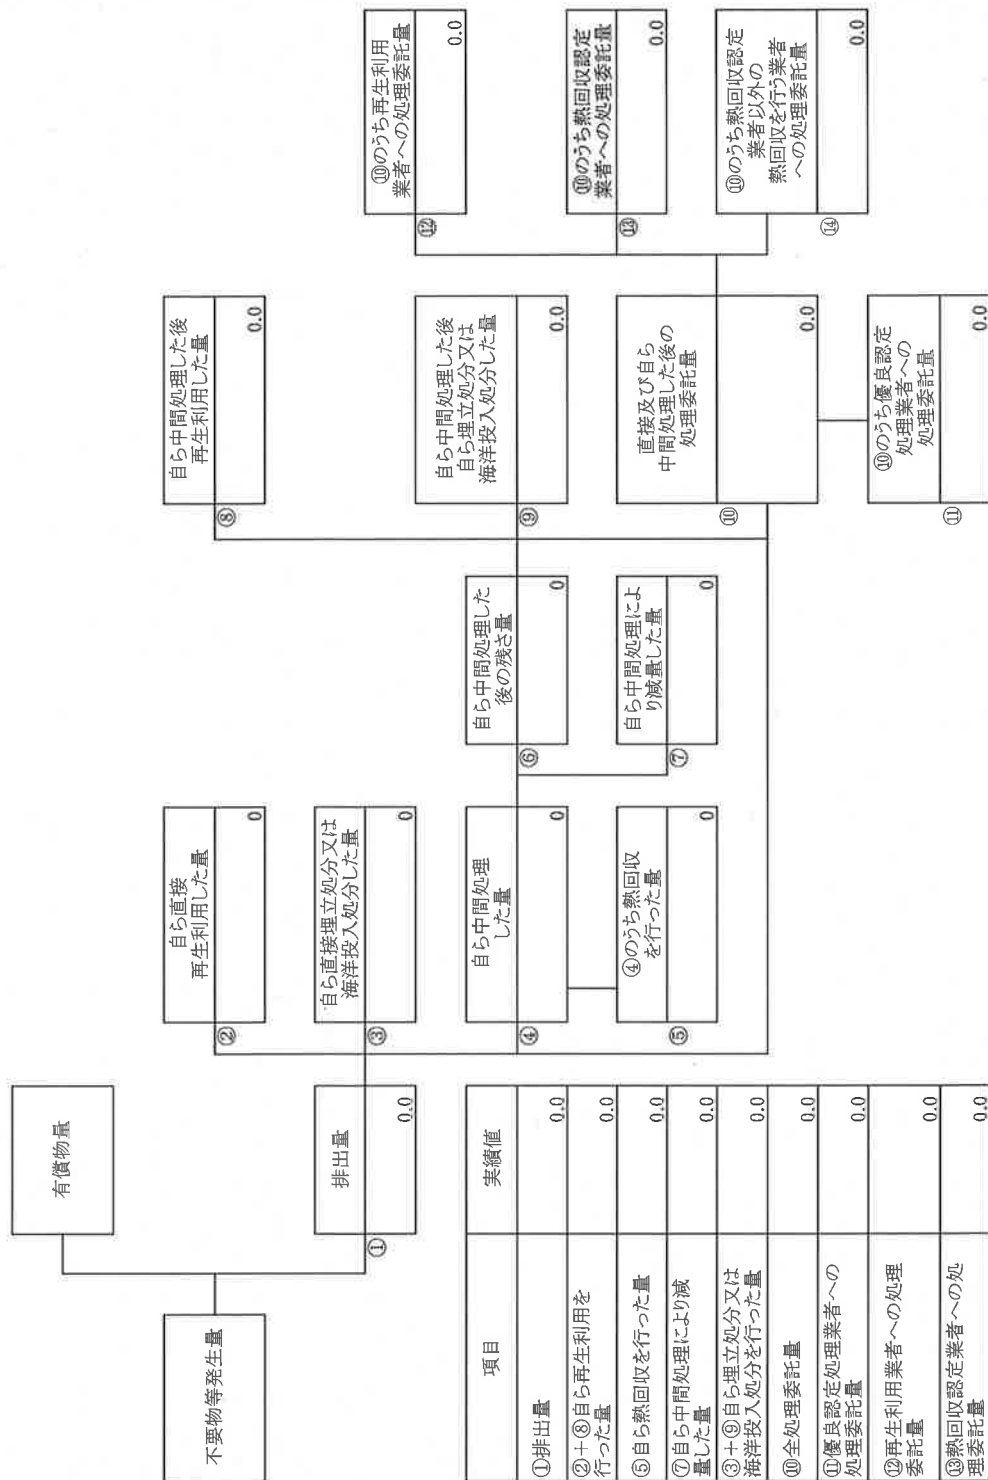 有償物量
不要物等発生量
①
排出量
0.0
②
自ら直接
再生利用した量
0
③
自ら直接埋立処分又は
海洋投入処分した量
0
④
自ら中間処理
した量
0
⑤
④のうち熱回収
を行った量
0
⑥
自ら中間処理した
後の残さ量
0
⑦
自ら中間処理によ
り減量した量
0
⑧
自ら中間処理した後
再生利用した量
0.0
⑨
自ら中間処理した後
自ら埋立処分又は
海洋投入処分した量
0.0
⑩
直接及び自ら
中間処理した後の
処理委託量
0.0
⑪
⑩のうち優良認定
処理業者への
処理委託量
0.0
⑫
⑩のうち再生利用
業者への処理委託量
0.0
⑬
⑩のうち熱回収認定
業者への処理委託量
0.0
⑭
⑩のうち熱回収認定
業者以外の
熱回収を行う業者
への処理委託量
0.0
項目
実績値
①排出量
0.0
②+⑧自ら再生利用を
行った量
0.0
⑤自ら熱回収を行った量
0.0
⑦自ら中間処理により減
量した量
0.0
③+⑨自ら埋立処分又は
海洋投入処分を行った量
0.0
⑩全処理委託量
0.0
⑪優良認定処理業者への
処理委託量
0.0
⑫再生利用業者への処理
委託量
0.0
⑬熱回収認定業者への処
理委託量
0.0